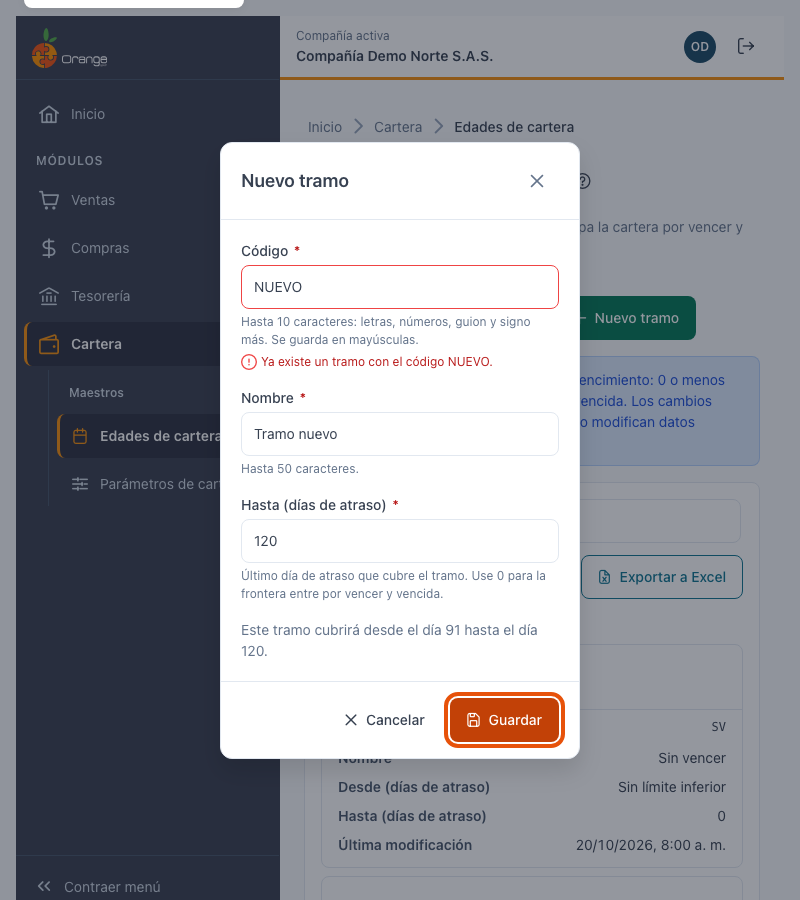 Orange
Compañía activa
Compañía Demo Norte S.A.S.
OD
Inicio
MÓDULOS
Ventas
Compras
Tesorería
Cartera
Maestros
Edades de cartera
Parámetros de
Contraer menú
Inicio
Cartera
Edades de cartera
?
la cartera por vencer y
Nuevo tramo
0 o menos
Los cambios
modifican datos
Exportar a Excel
SV
Nombre
Sin vencer
Desde (días de atraso)
Sin límite inferior
Hasta (días de atraso)
0
Última modificación
20/10/2026, 8:00 a. m.
Nuevo tramo
Código *
NUEVO
Hasta 10 caracteres: letras, números, guion y signo
más. Se guarda en mayúsculas.
Ya existe un tramo con el código NUEVO.
Nombre *
Tramo nuevo
Hasta 50 caracteres.
Hasta (días de atraso) *
120
Último día de atraso que cubre el tramo. Use 0 para la
frontera entre por vencer y vencida.
Este tramo cubrirá desde el día 91 hasta el día
120.
Cancelar
Guardar